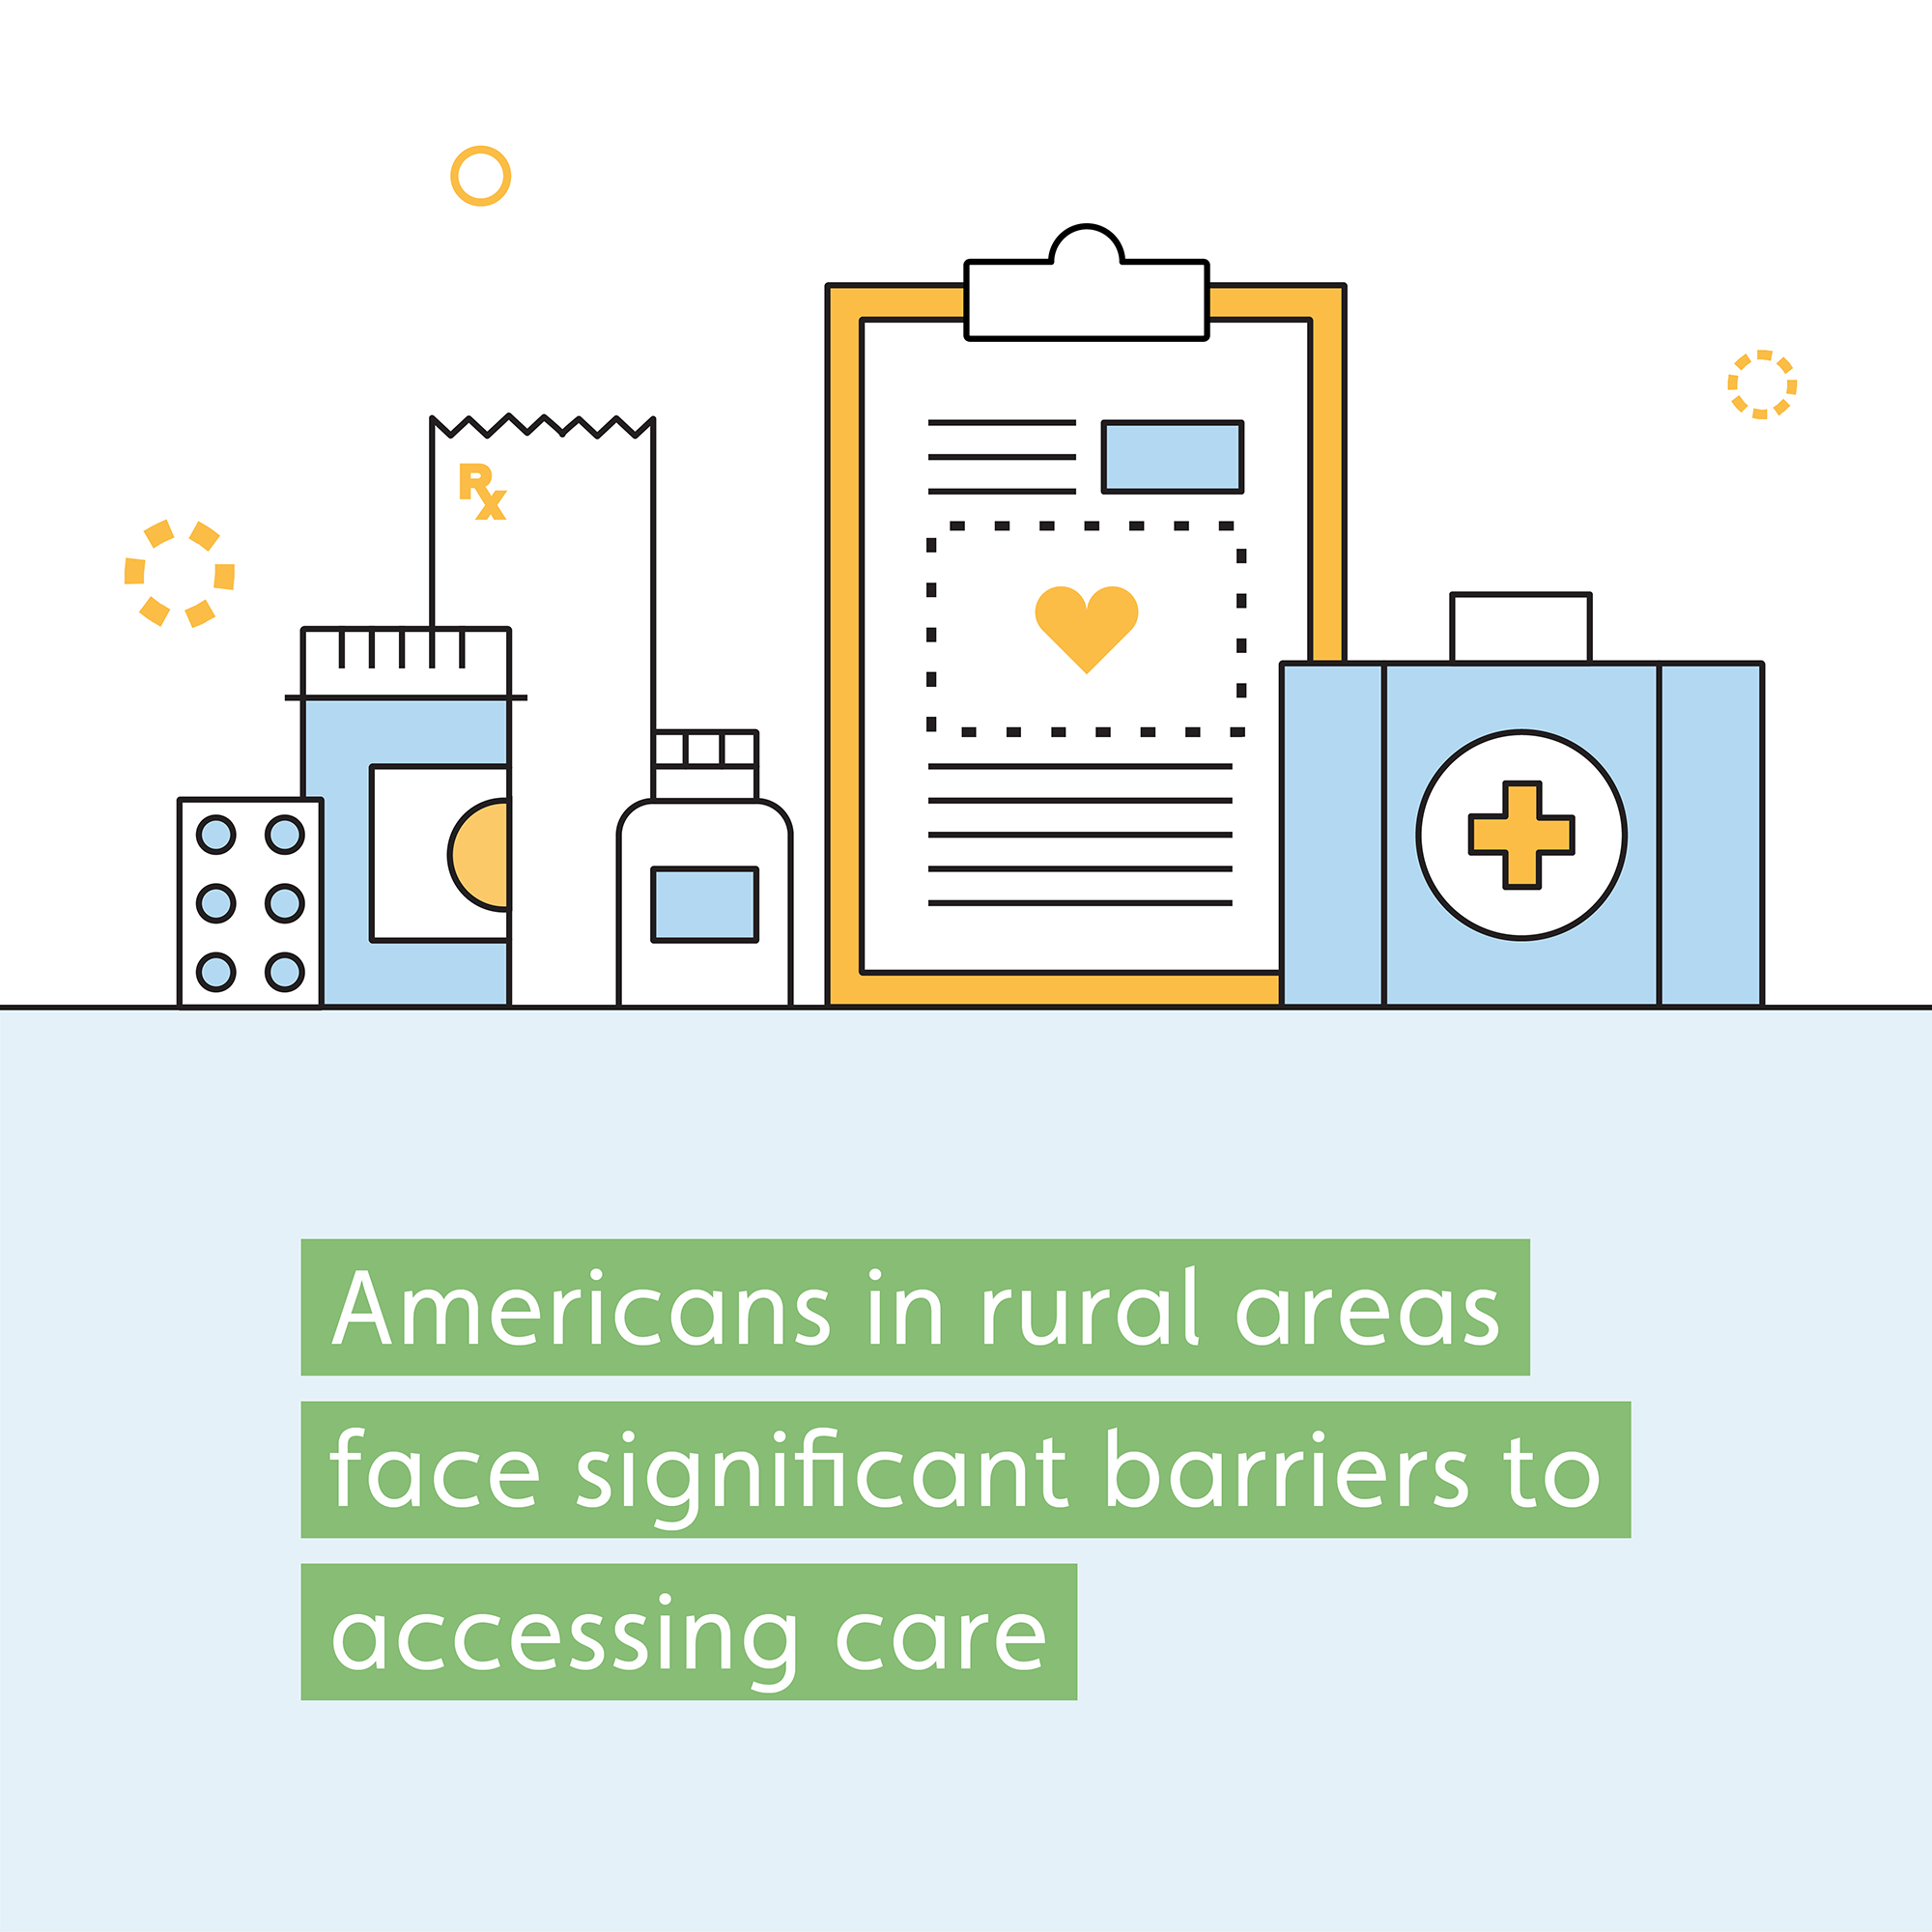 Rx
Americans in rural areas
face significant barriers to
accessing care